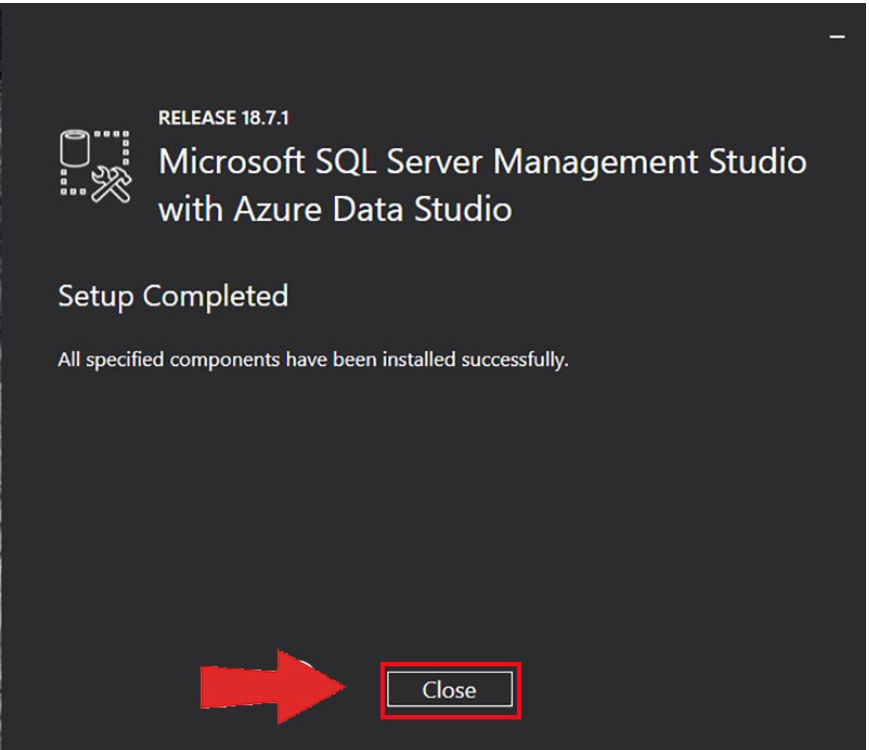 RELEASE 18.7.1
Microsoft SQL Server Management Studio
with Azure Data Studio
Setup Completed
All specified components have been installed successfully.
Close